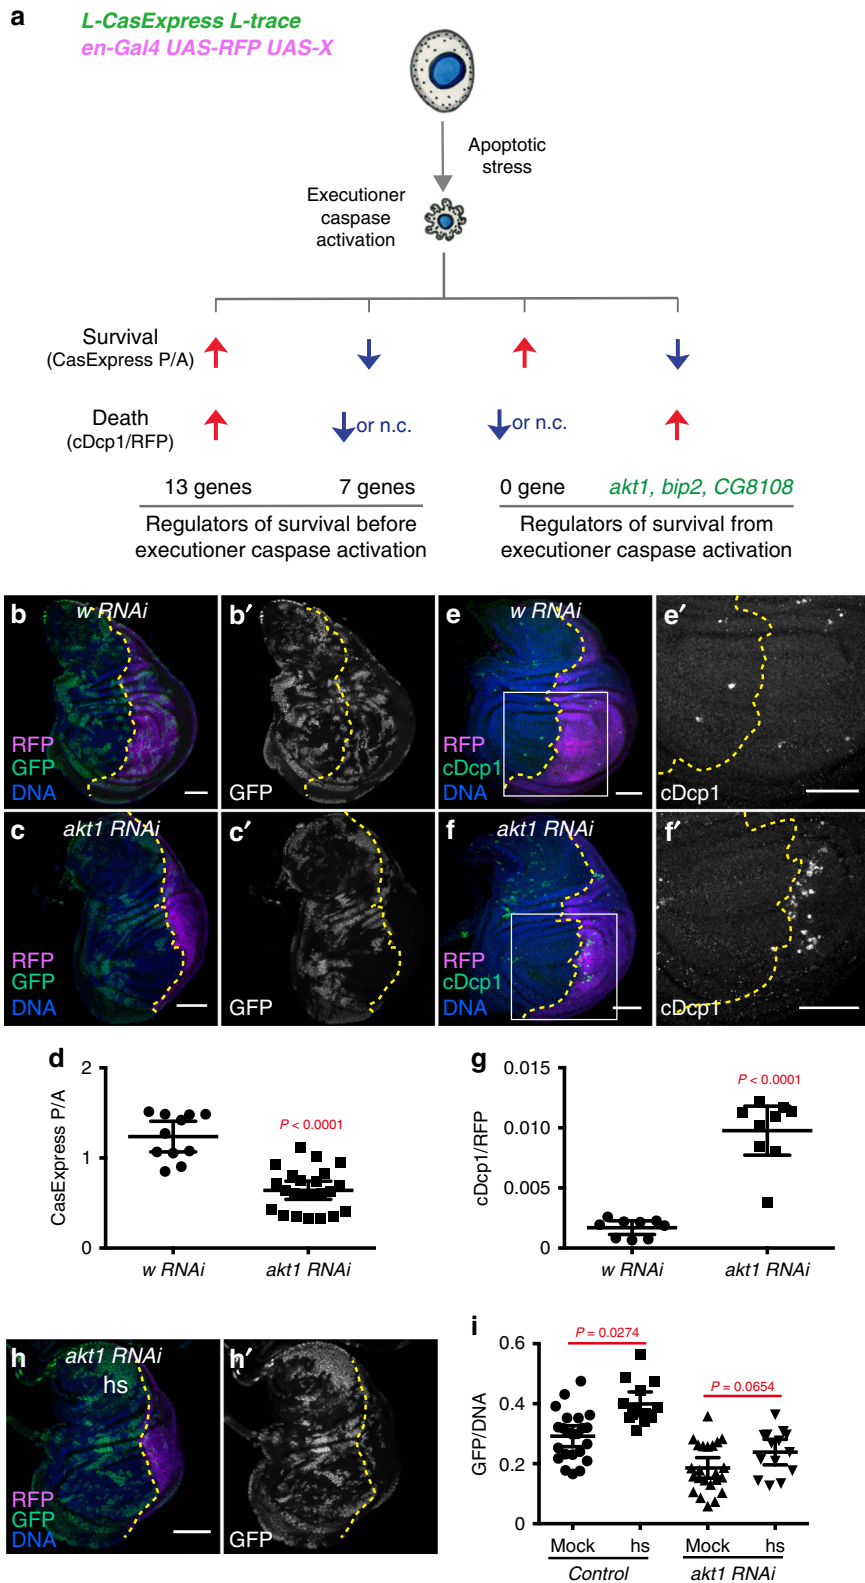 a
L-CasExpress L-trace
en-Gal4 UAS-RFP UAS-X
Apoptotic
stress
Executioner
caspase
activation
Survival
(CasExpress P/A)
Death
(cDcp1/RFP)
or n.c.
or n.c.
13 genes
7 genes
0 gene
akt1, bip2, CG8108
Regulators of survival before
executioner caspase activation
Regulators of survival from
executioner caspase activation
b
w RNAi
RFP
GFP
DNA
b′
GFP
e
w RNAi
RFP
cDcp1
DNA
e′
cDcp1
c
akt1 RNAi
RFP
GFP
DNA
c′
GFP
f
akt1 RNAi
RFP
cDcp1
DNA
f′
cDcp1
d
CasExpress P/A
2
1
0
P < 0.0001
w RNAi
akt1 RNAi
g
cDcp1/RFP
0.015
0.010
0.005
0
P < 0.0001
w RNAi
akt1 RNAi
h
akt1 RNAi
hs
RFP
GFP
DNA
h′
GFP
i
GFP/DNA
0.6
0.4
0.2
0
P = 0.0274
P = 0.0654
Mock
hs
Mock
hs
Control
akt1 RNAi